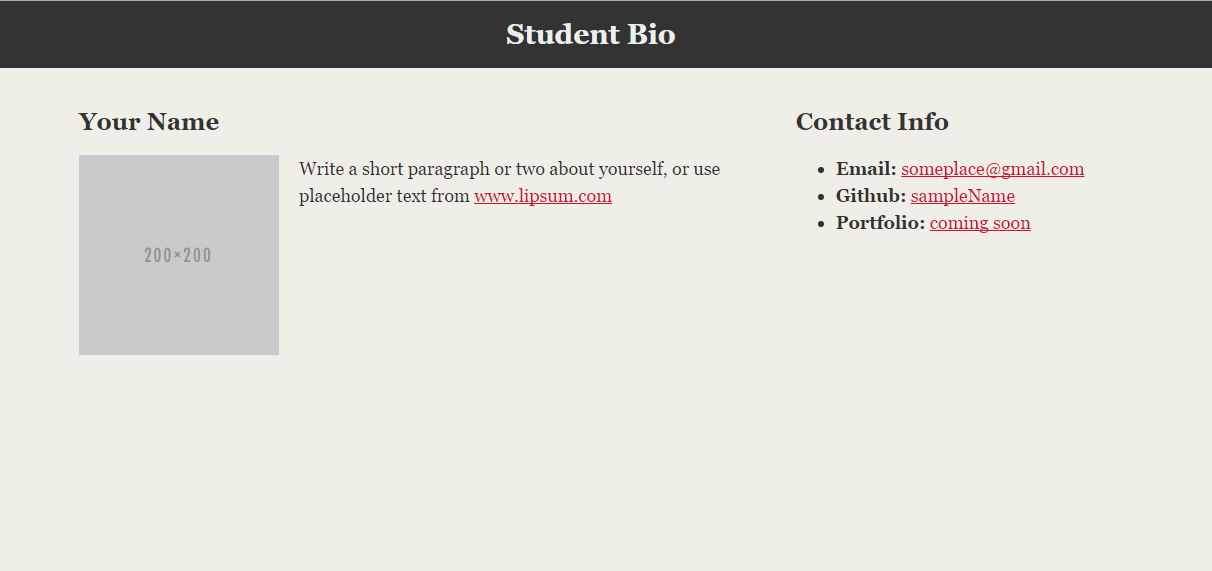 Student Bio
Your Name
200×200
Write a short paragraph or two about yourself, or use
placeholder text from www.lipsum.com
Contact Info
Email: someplace@gmail.com
Github: sampleName
Portfolio: coming soon